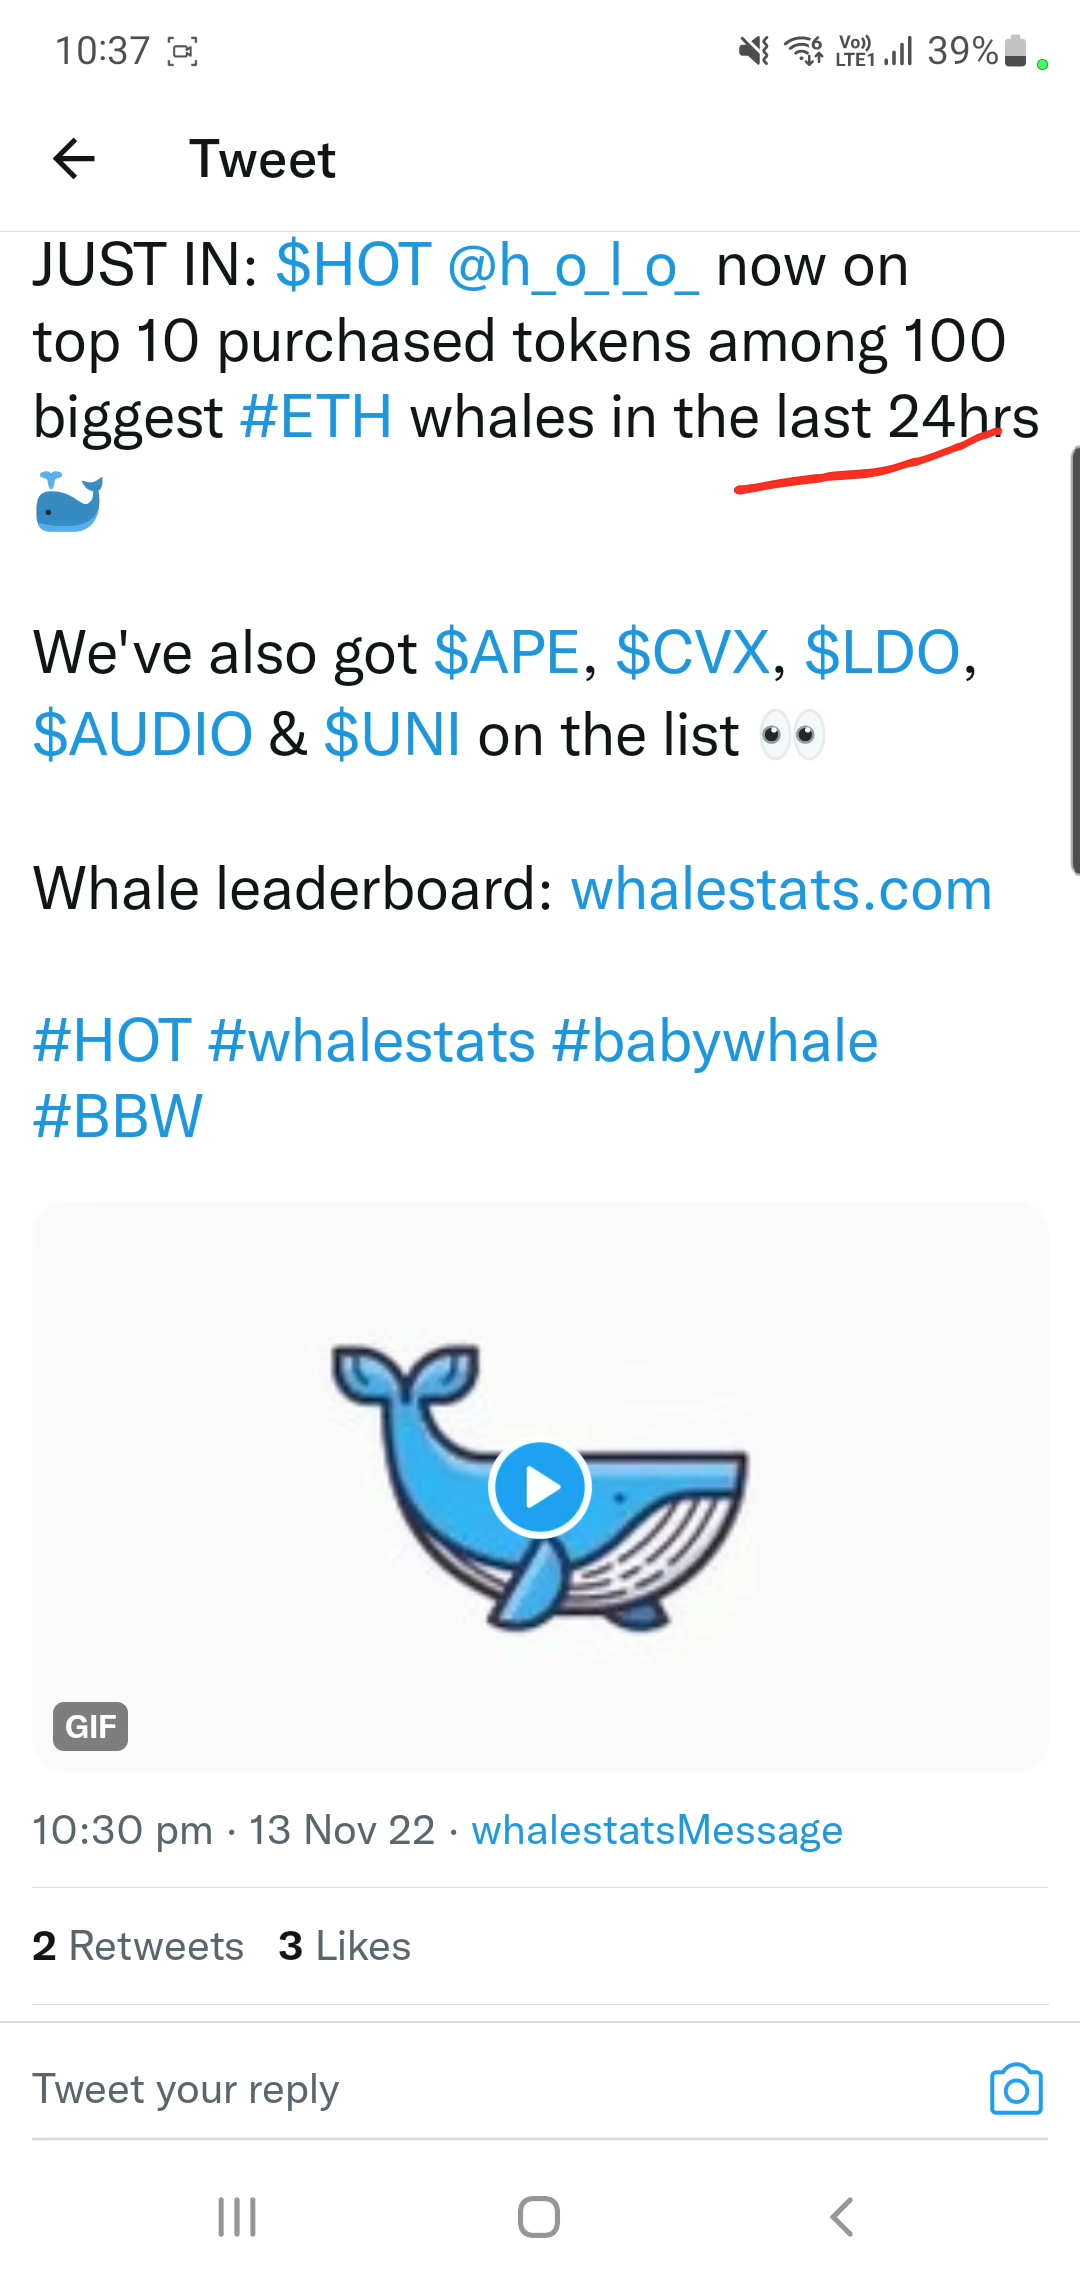 10:37 Vo)) LTE1 6 39%
Tweet
JUST IN: $HOT @h_o_l_o_ now on
top 10 purchased tokens among 100
biggest #ETH whales in the last 24hrs
🐳
We've also got $APE, $CVX, $LDO,
$AUDIO & $UNI on the list 👀
Whale leaderboard: whalestats.com
#HOT #whalestats #babywhale
#BBW
GIF
10:30 pm · 13 Nov 22 · whalestatsMessage
2 Retweets 3 Likes
Tweet your reply